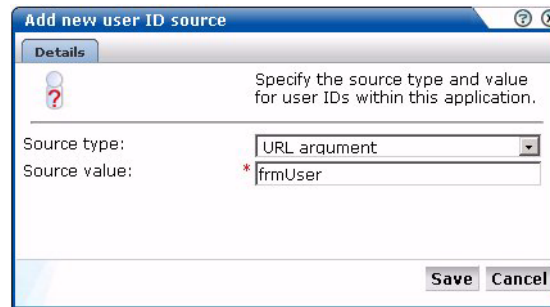 Add new user ID source
Details
Specify the source type and value
for user IDs within this application.
Source type:
URL argument
Source value:
* frmUser
Save Cancel